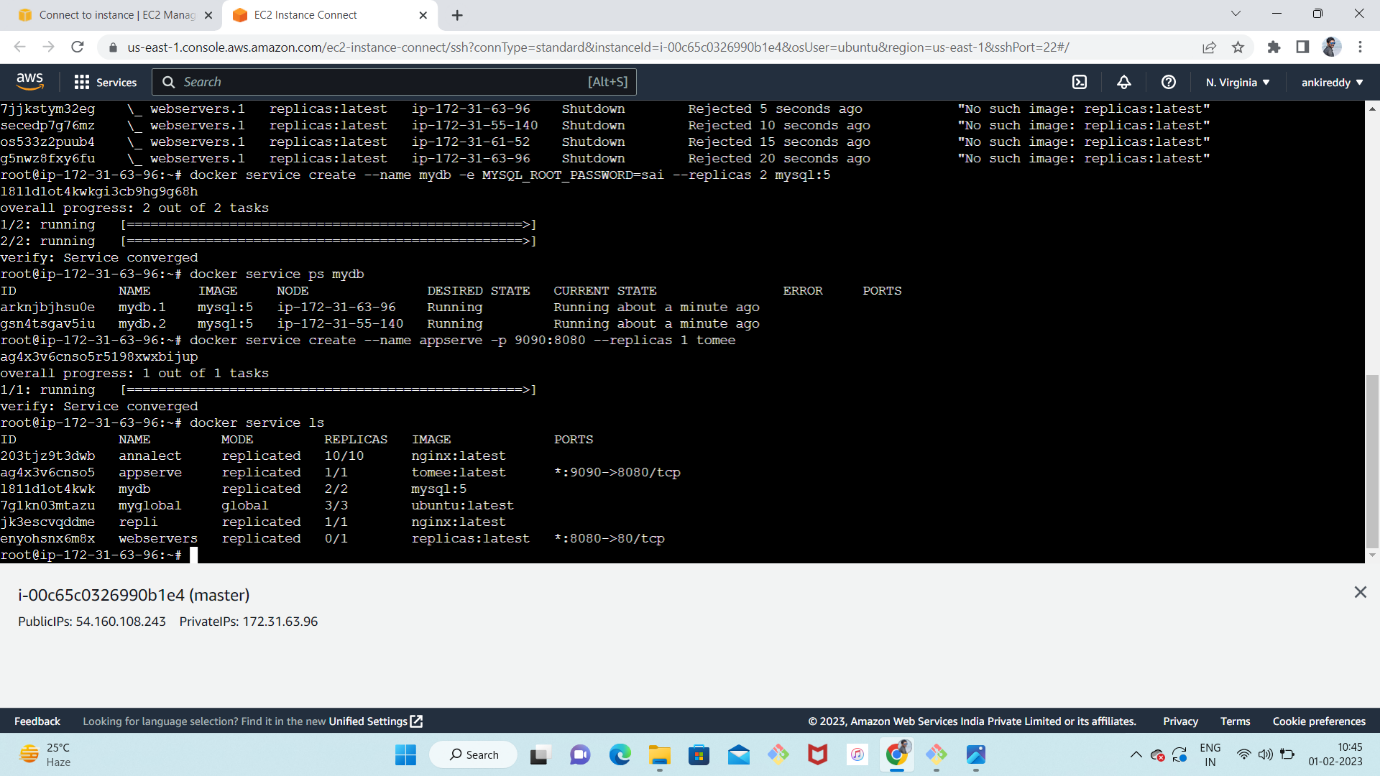 Connect to instance | EC2 Manag
EC2 Instance Connect
us-east-1.console.aws.amazon.com/ec2-instance-connect/ssh?connType=standard&instanceId=i-00c65c0326990b1e4&osUser=ubuntu&region=us-east-1&sshPort=22#/
aws Services Search [Alt+S] N. Virginia ankireddy
7jjkstym32eg \_ webservers.1 replicas:latest ip-172-31-63-96 Shutdown Rejected 5 seconds ago "No such image: replicas:latest"
secedp7g76mz \_ webservers.1 replicas:latest ip-172-31-55-140 Shutdown Rejected 10 seconds ago "No such image: replicas:latest"
os533z2puub4 \_ webservers.1 replicas:latest ip-172-31-61-52 Shutdown Rejected 15 seconds ago "No such image: replicas:latest"
g5nwz8fxy6fu \_ webservers.1 replicas:latest ip-172-31-63-96 Shutdown Rejected 20 seconds ago "No such image: replicas:latest"
root@ip-172-31-63-96:~# docker service create --name mydb -e MYSQL_ROOT_PASSWORD=sai --replicas 2 mysql:5
l811d1ot4kwkgi3cb9hg9g68h
overall progress: 2 out of 2 tasks
1/2: running [==================================================>]
2/2: running [==================================================>]
verify: Service converged
root@ip-172-31-63-96:~# docker service ps mydb
ID NAME IMAGE NODE DESIRED STATE CURRENT STATE ERROR PORTS
arknjbjhsu0e mydb.1 mysql:5 ip-172-31-63-96 Running Running about a minute ago
gsn4tsgav5iu mydb.2 mysql:5 ip-172-31-55-140 Running Running about a minute ago
root@ip-172-31-63-96:~# docker service create --name appserve -p 9090:8080 --replicas 1 tomee
ag4x3v6cnso5r5198xwxbijup
overall progress: 1 out of 1 tasks
1/1: running [==================================================>]
verify: Service converged
root@ip-172-31-63-96:~# docker service ls
ID NAME MODE REPLICAS IMAGE PORTS
203tjz9t3dwb annalect replicated 10/10 nginx:latest
ag4x3v6cnso5 appserve replicated 1/1 tomee:latest *:9090->8080/tcp
l811d1ot4kwk mydb replicated 2/2 mysql:5
7glkn03mtazu myglobal global 3/3 ubuntu:latest
jk3escvqddme repli replicated 1/1 nginx:latest
enyohsnx6m8x webservers replicated 0/1 replicas:latest *:8080->80/tcp
root@ip-172-31-63-96:~#
i-00c65c0326990b1e4 (master)
PublicIPs: 54.160.108.243 PrivateIPs: 172.31.63.96
Feedback Looking for language selection? Find it in the new Unified Settings © 2023, Amazon Web Services India Private Limited or its affiliates. Privacy Terms Cookie preferences
25°C
Haze
Search
ENG
IN
10:45
01-02-2023